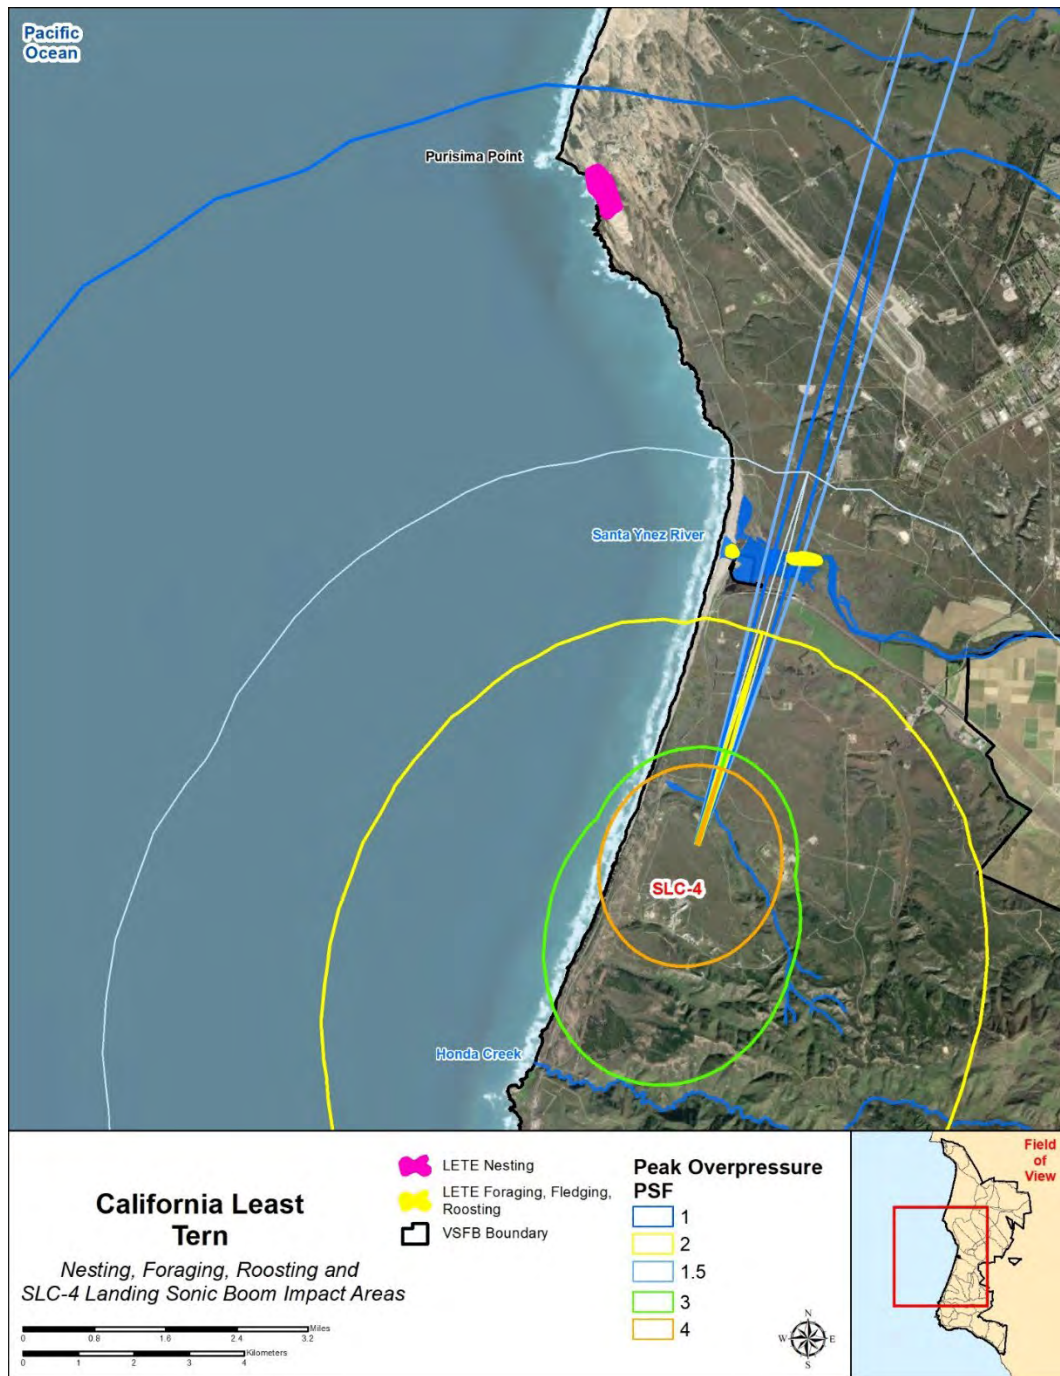 Pacific
Ocean
Purisima Point
Santa Ynez River
SLC-4
Honda Creek
California Least
Tern
Nesting, Foraging, Roosting and
SLC-4 Landing Sonic Boom Impact Areas
Miles
0 0.8 1.6 2.4 3.2
Kilometers
0 1 2 3 4
LETE Nesting
LETE Foraging, Fledging,
Roosting
VSFB Boundary
Peak Overpressure
PSF
1
2
1.5
3
4
N
W E
S
Field
of
View